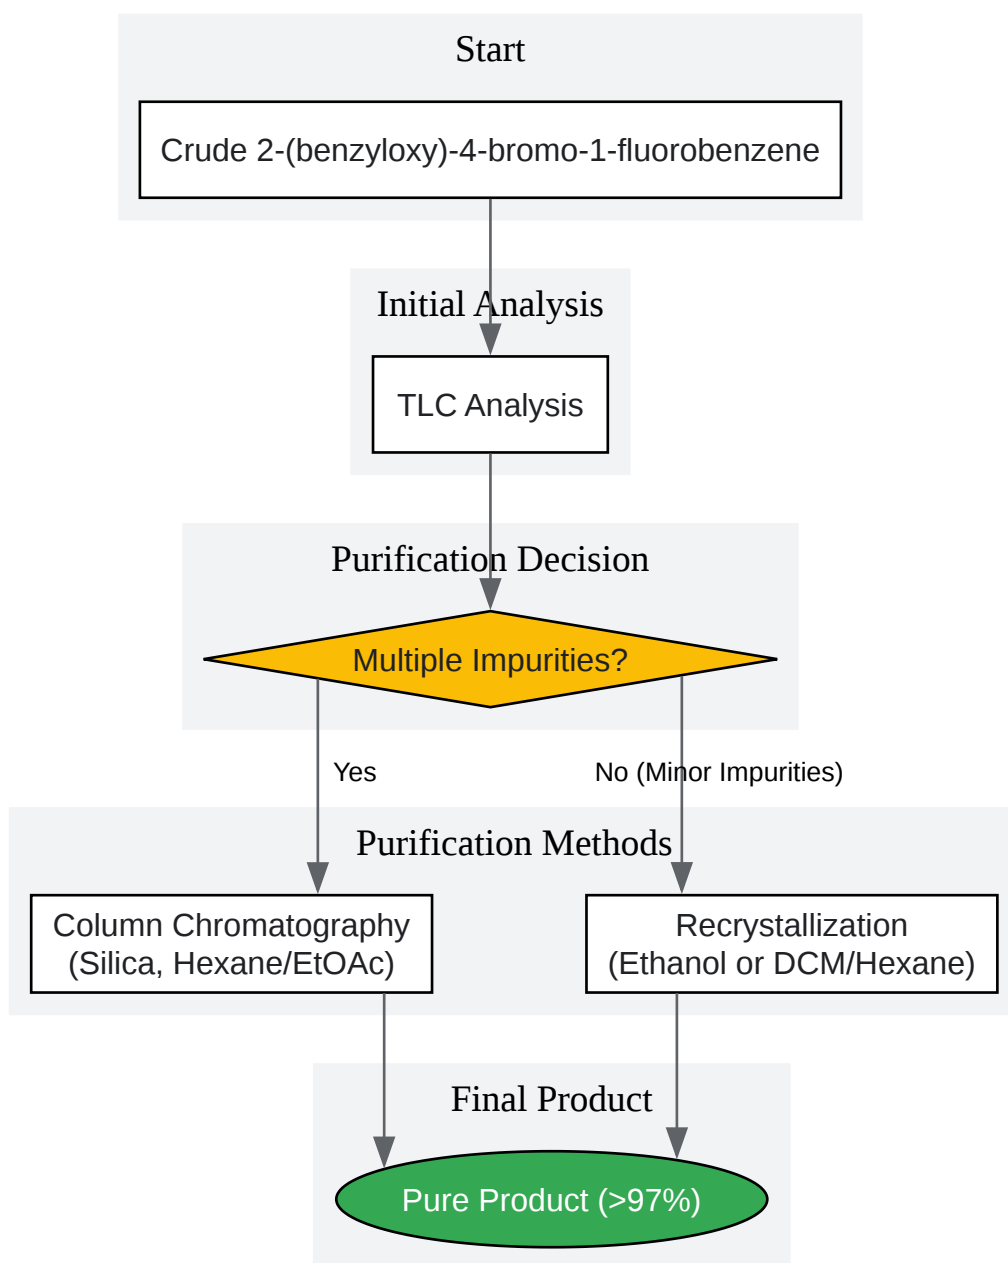 Start
Crude 2-(benzyloxy)-4-bromo-1-fluorobenzene
Initial Analysis
TLC Analysis
Purification Decision
Multiple Impurities?
Yes
No (Minor Impurities)
Purification Methods
Column Chromatography
(Silica, Hexane/EtOAc)
Recrystallization
(Ethanol or DCM/Hexane)
Final Product
Pure Product (>97%)